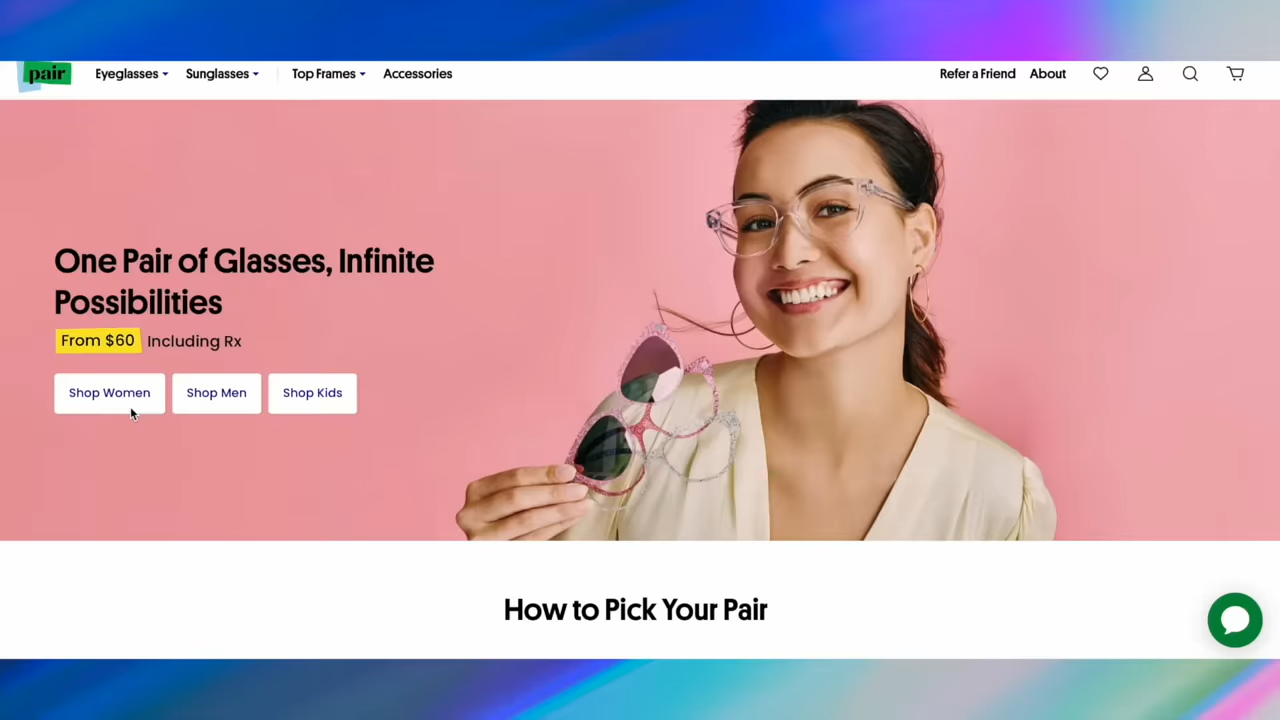 pair
Eyeglasses
Sunglasses
Top Frames
Accessories
Refer a Friend
About
One Pair of Glasses, Infinite
Possibilities
From $60 Including Rx
Shop Women
Shop Men
Shop Kids
How to Pick Your Pair